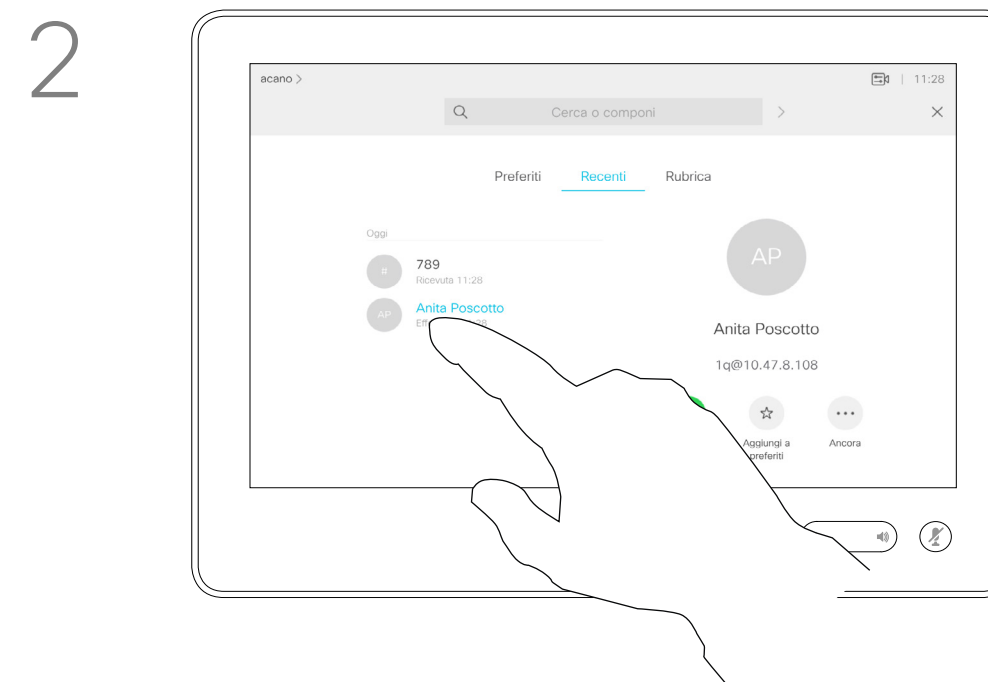 2
acano >
11:28
Cerca o componi
Preferiti Recenti Rubrica
Oggi
#
789
Ricevuta 11:28
AP
Anita Poscotto
AP
Anita Poscotto
1q@10.47.8.108
Aggiungi a
preferiti
Ancora